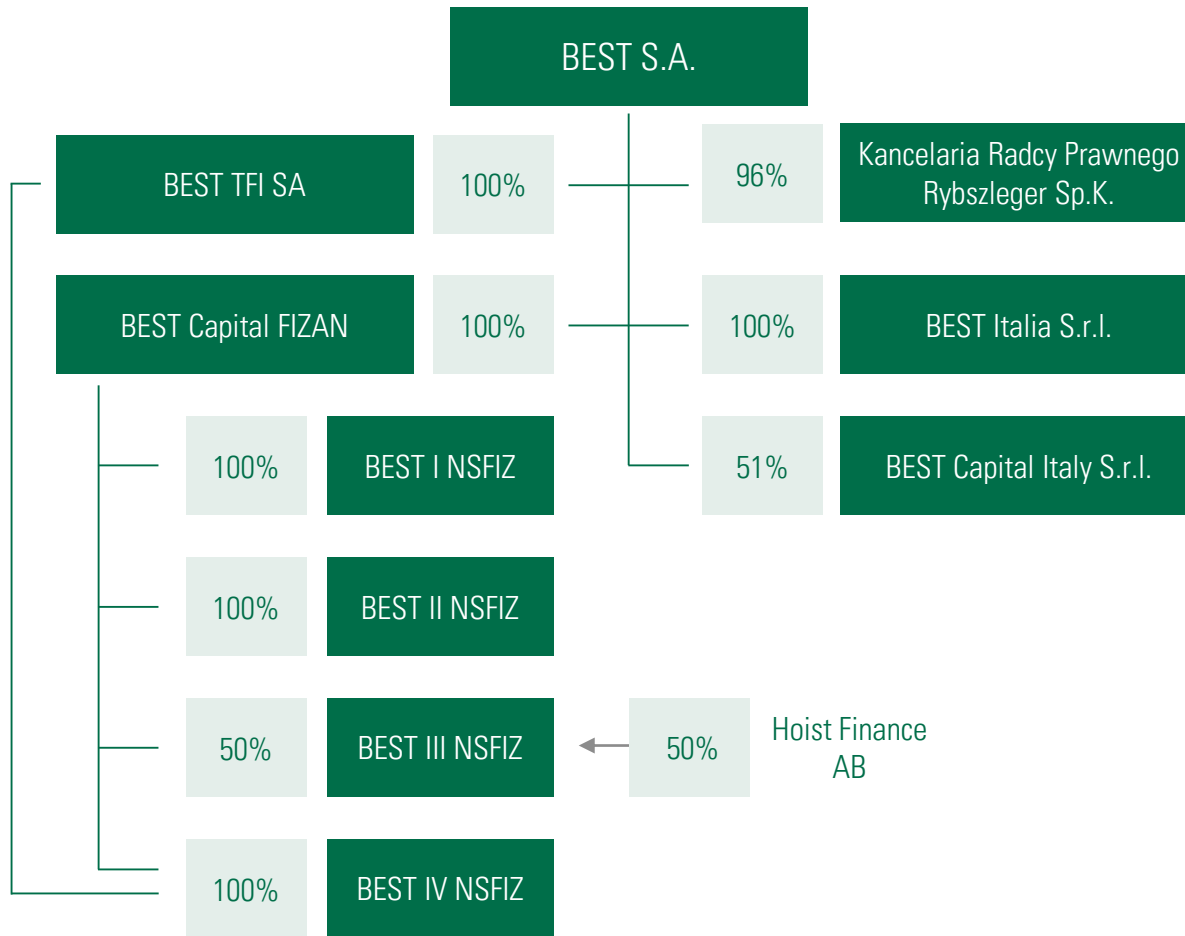 BEST S.A.
BEST TFI SA
100%
96%
Kancelaria Radcy Prawnego
Rybszleger Sp.K.
BEST Capital FIZAN
100%
100%
BEST Italia S.r.l.
100%
BEST I NSFIZ
51%
BEST Capital Italy S.r.l.
100%
BEST II NSFIZ
50%
BEST III NSFIZ
50%
Hoist Finance
AB
100%
BEST IV NSFIZ